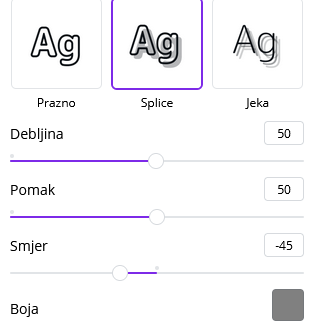 Ag Ag Ag
Prazno Splice Jeka
Debljina 50
Pomak 50
Smjer -45
Boja